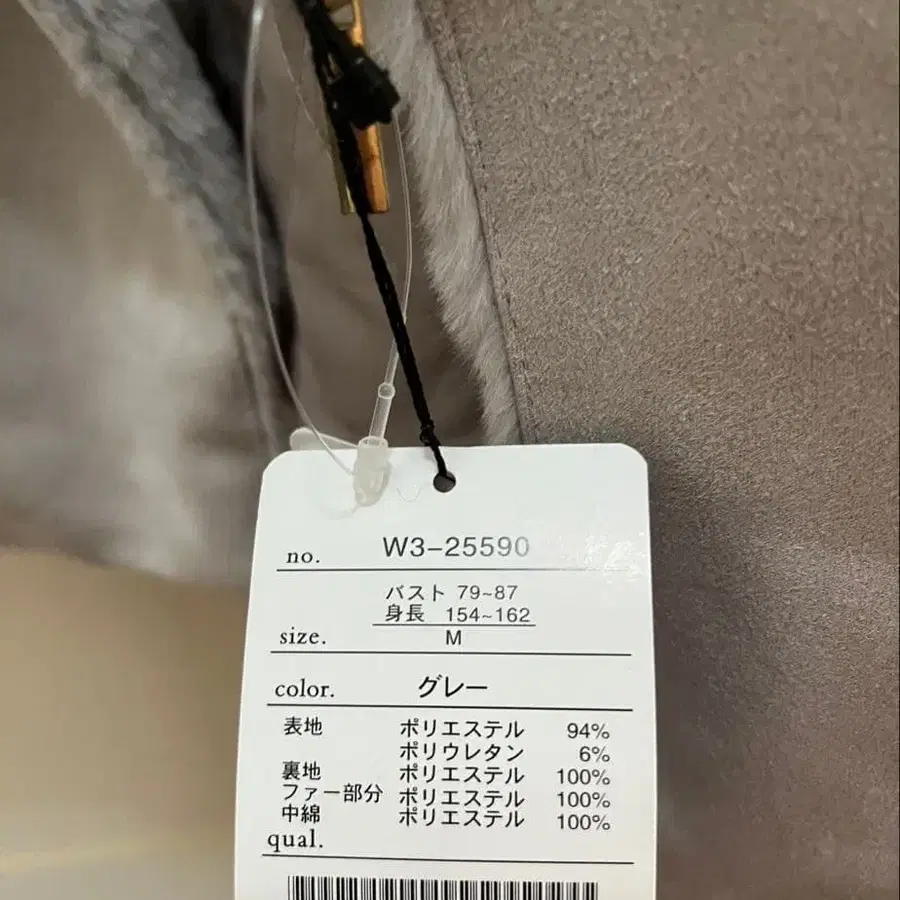 no. W3-25590
バスト 79~87
身長 154~162
size. M
color. グレー
表地 ポリエステル 94%
ポリウレタン 6%
裏地 ポリエステル 100%
ファー部分 ポリエステル 100%
中綿 ポリエステル 100%
qual.